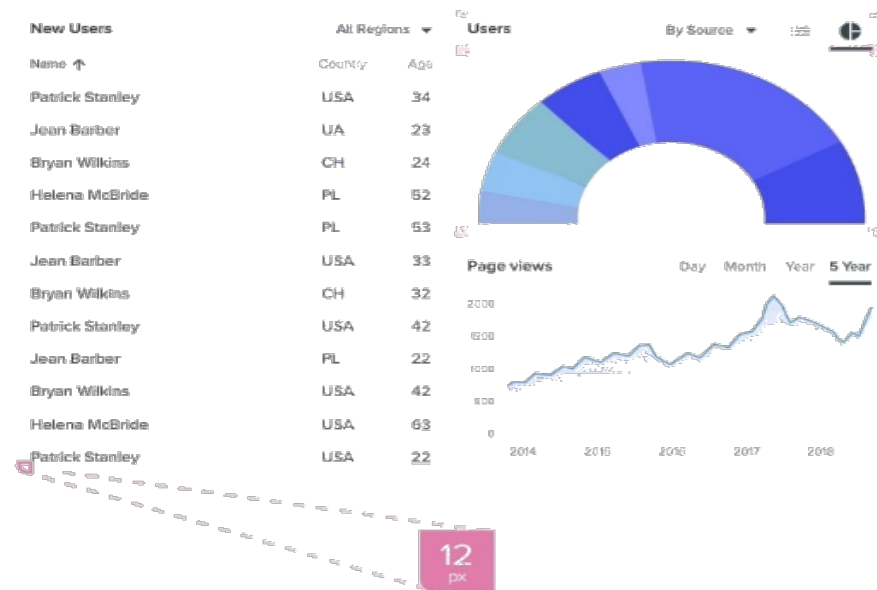 New Users All Regions
Name Country Age
Patrick Stanley USA 34
Jean Barber UA 23
Bryan Wilkins CH 24
Helena McBride PL 52
Patrick Stanley PL 53
Jean Barber USA 33
Bryan Wilkins CH 32
Patrick Stanley USA 42
Jean Barber PL 22
Bryan Wilkins USA 42
Helena McBride USA 63
Patrick Stanley USA 22
Users By Source
Page views Day Month Year 5 Year
2000
1500
1000
500
0
2014 2015 2016 2017 2018
12
px